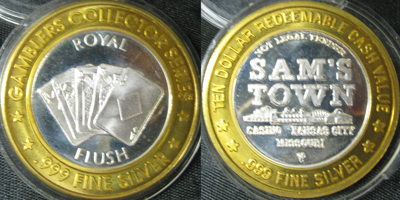 GAMBLERS COLLECTOR SERIES
ROYAL
FLUSH
.999 FINE SILVER
TEN DOLLAR REDEEMABLE CASH VALUE
NOT LEGAL TENDER
SAM'S
TOWN
CASINO KANSAS CITY
MISSOURI
.999 FINE SILVER